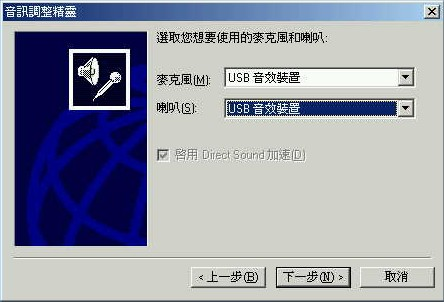 音訊調整精靈
選取您想要使用的麥克風和喇叭:
麥克風(M): USB 音效裝置
喇叭(S): USB 音效裝置
啓用 Direct Sound 加速(D)
<上一步(B) 下一步(N)> 取消